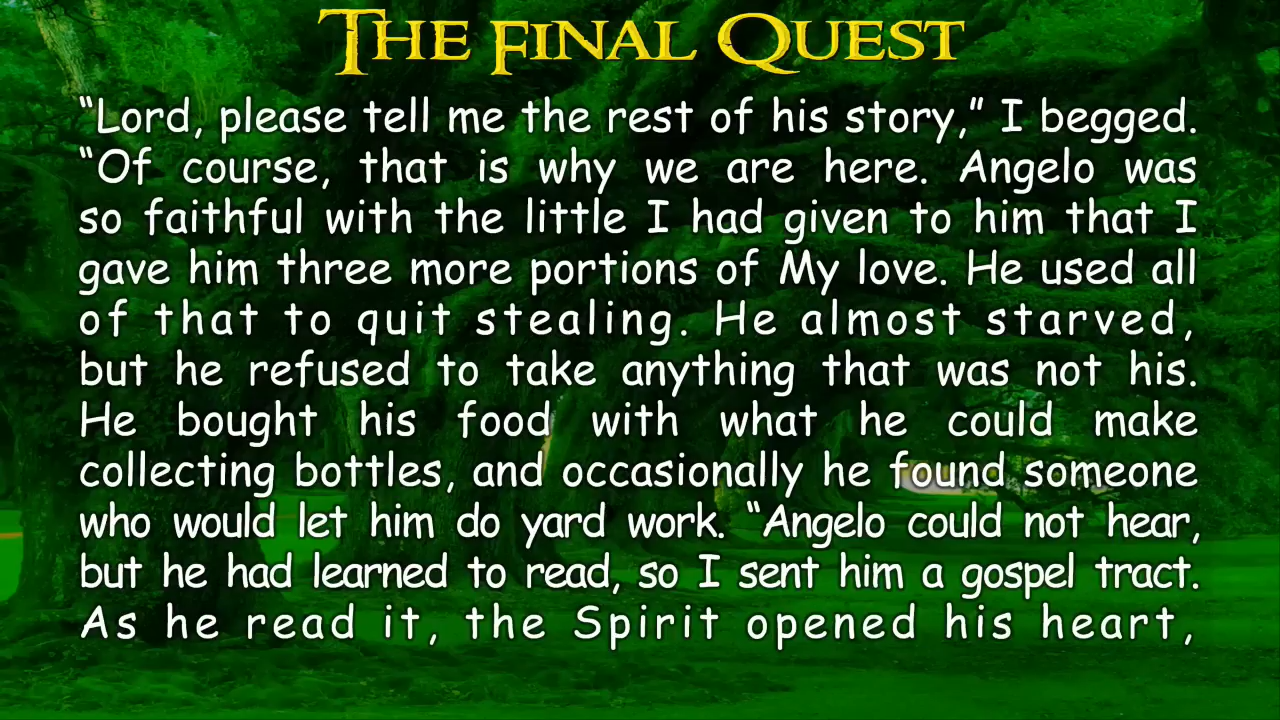 The Final Quest
“Lord, please tell me the rest of his story,” I begged.
“Of course, that is why we are here. Angelo was
so faithful with the little I had given to him that I
gave him three more portions of My love. He used all
of that to quit stealing. He almost starved,
but he refused to take anything that was not his.
He bought his food with what he could make
collecting bottles, and occasionally he found someone
who would let him do yard work. “Angelo could not hear,
but he had learned to read, so I sent him a gospel tract.
As he read it, the Spirit opened his heart,